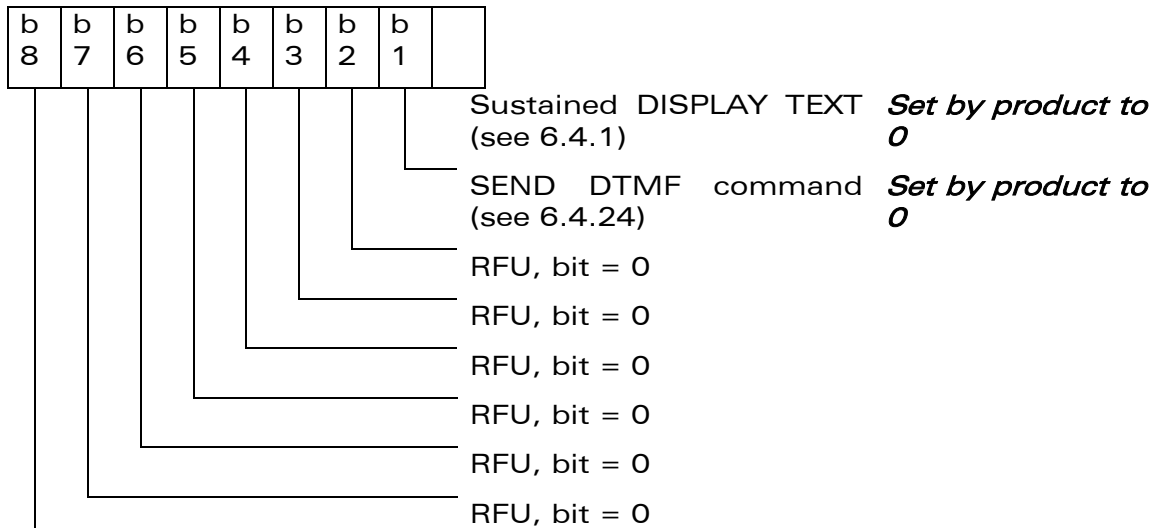 b b b b b b b b
8 7 6 5 4 3 2 1
Sustained DISPLAY TEXT Set by product to
(see 6.4.1) 0
SEND DTMF command Set by product to
(see 6.4.24) 0
RFU, bit = 0
RFU, bit = 0
RFU, bit = 0
RFU, bit = 0
RFU, bit = 0
RFU, bit = 0